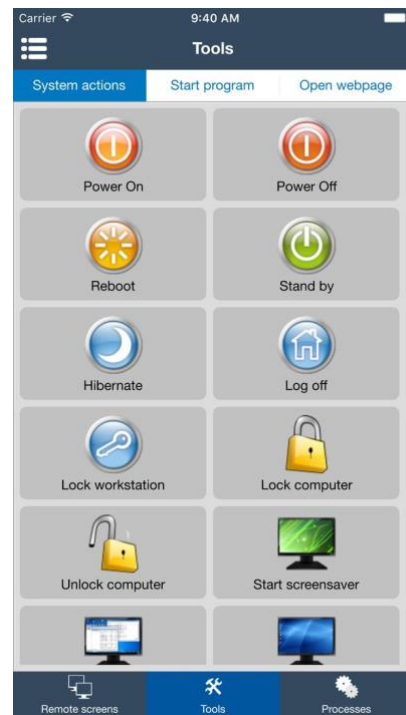 Carrier 9:40 AM
Tools
System actions Start program Open webpage
Power On Power Off
Reboot Stand by
Hibernate Log off
Lock workstation Lock computer
Unlock computer Start screensaver
Remote screens Tools Processes